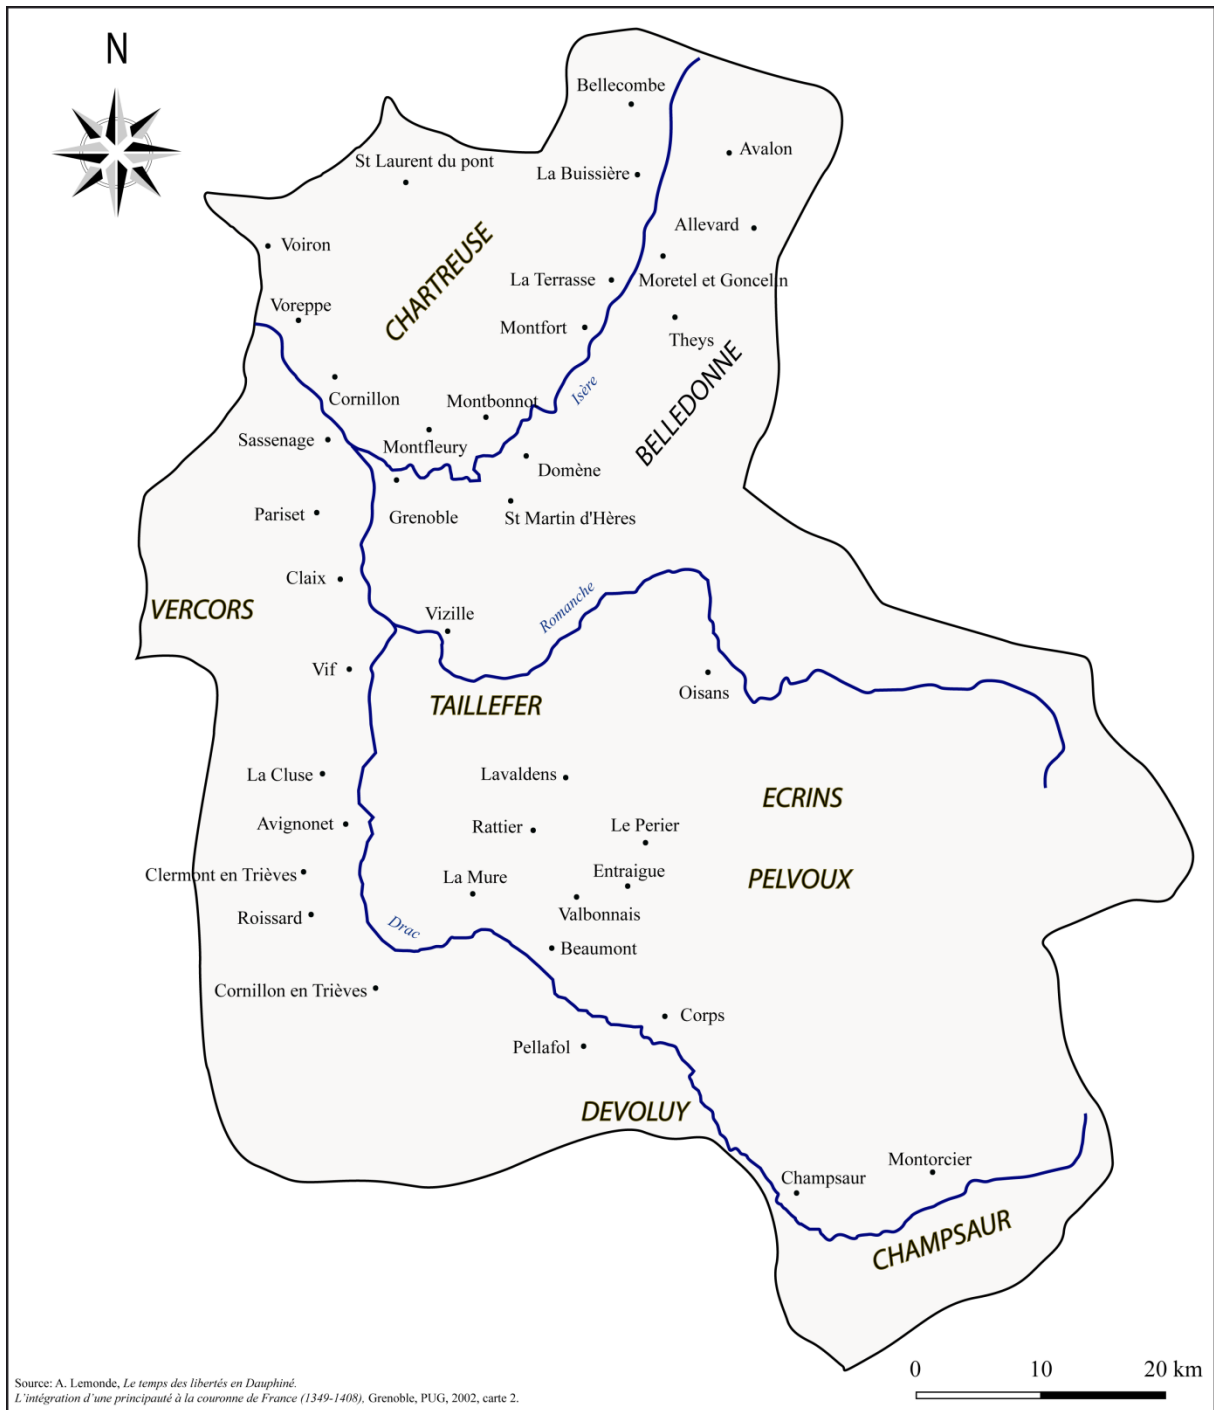 N
Bellecombe
Avalon
St Laurent du pont
La Buissière
Allevard
Voiron
CHARTREUSE
La Terrasse
Moretel et Goncelin
Voreppe
Montfort
Theys
Isère
BELLEDONNE
Cornillon
Montbonnot
Sassenage
Montfleury
Domène
Pariset
Grenoble
St Martin d'Hères
Claix
VERCORS
Vizille
Romanche
Vif
TAILLEFER
Oisans
La Cluse
Lavaldens
ECRINS
Avignonet
Rattier
Le Perier
Clermont en Trièves
La Mure
Entraigue
PELVOUX
Roissard
Valbonnais
Drac
Beaumont
Cornillon en Trièves
Corps
Pellafol
DEVOLUY
Montorcier
Champsaur
CHAMPSAUR
0 10 20 km
Source: A. Lemonde, Le temps des libertés en Dauphiné.
L'intégration d'une principauté à la couronne de France (1349-1408), Grenoble, PUG, 2002, carte 2.